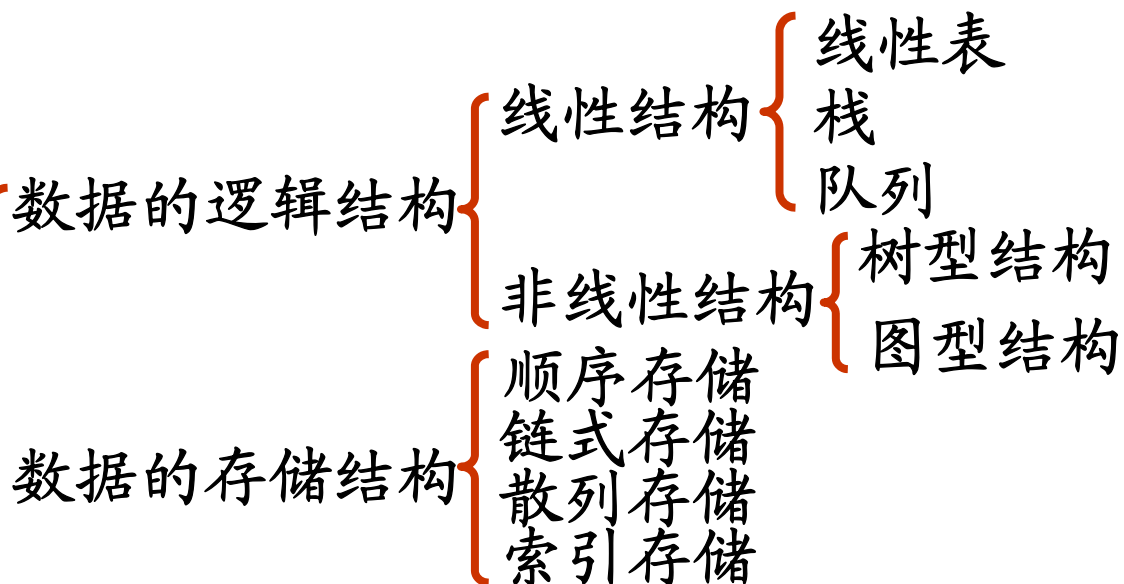 数据的逻辑结构
线性结构
线性表
栈
队列
非线性结构
树型结构
图型结构
数据的存储结构
顺序存储
链式存储
散列存储
索引存储